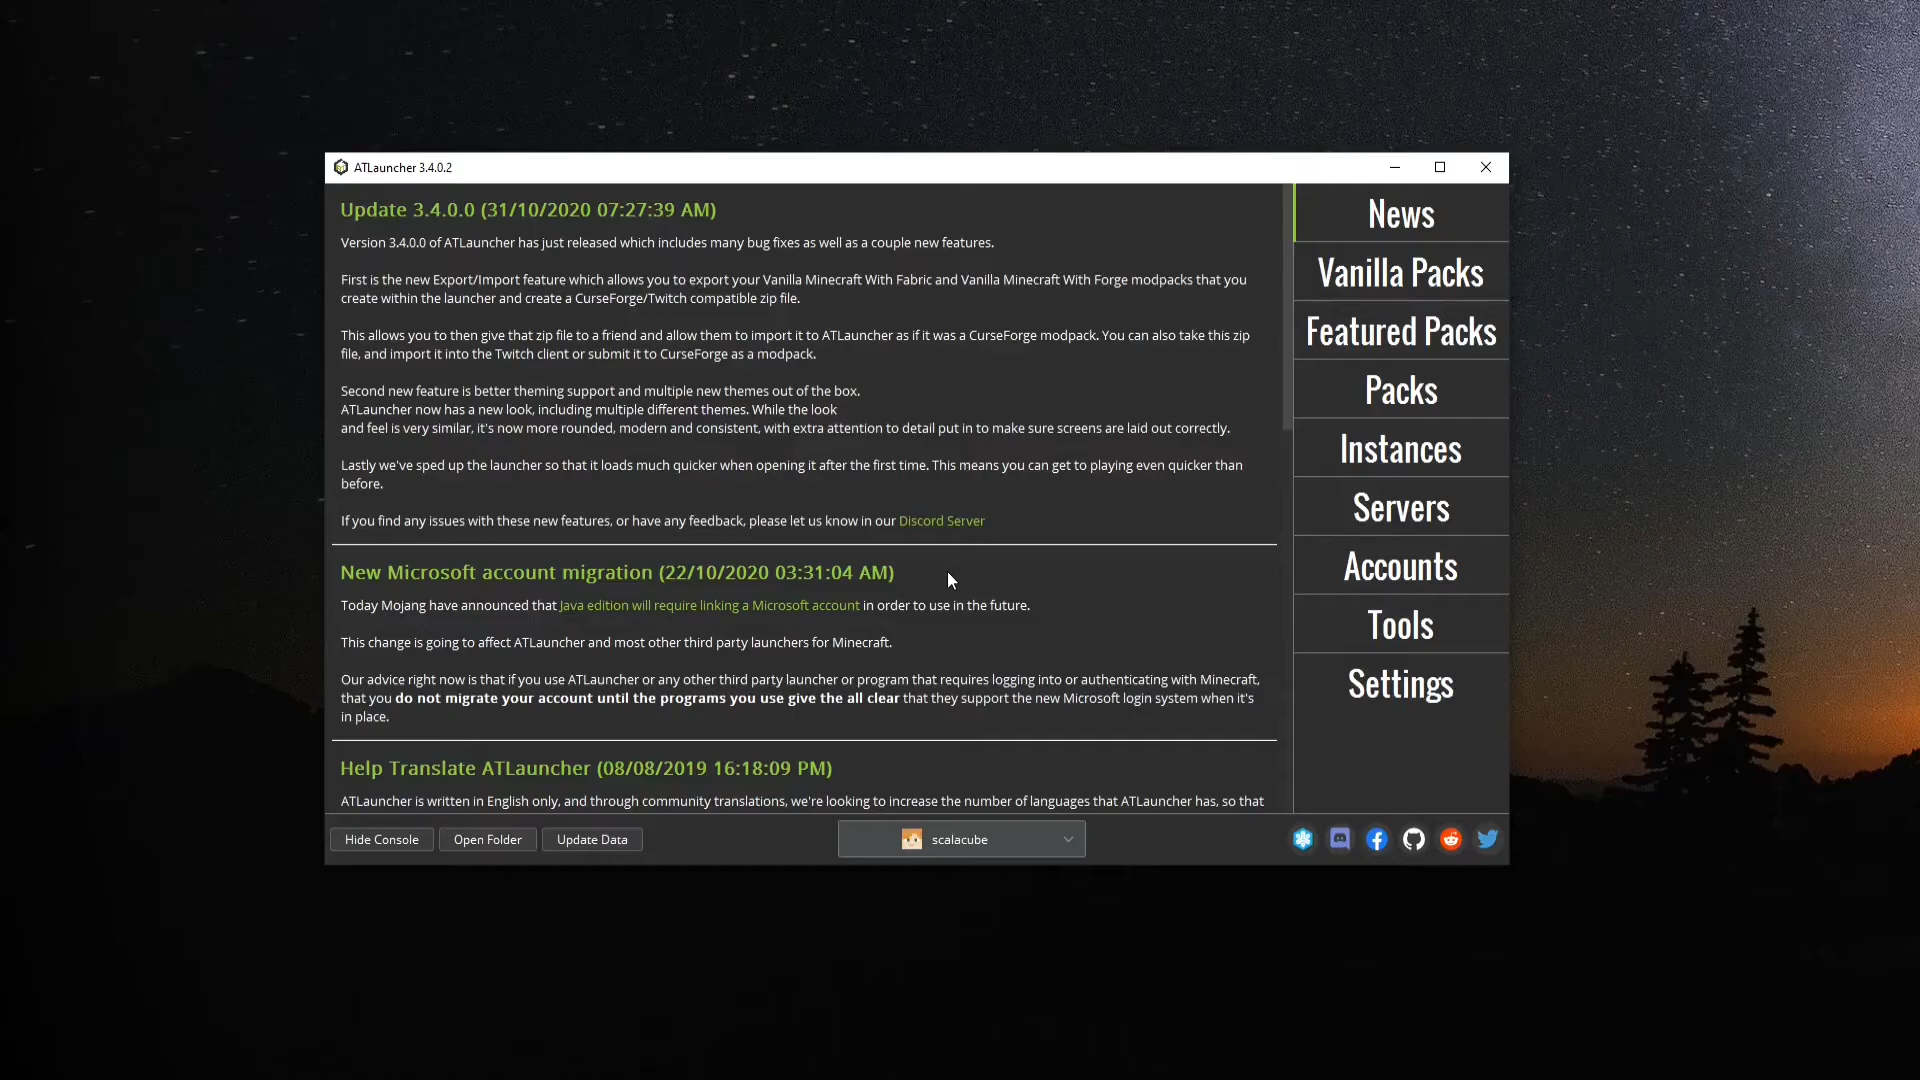 ATLauncher 3.4.0.2
Update 3.4.0.0 (31/10/2020 07:27:39 AM)
Version 3.4.0.0 of ATLauncher has just released which includes many bug fixes as well as a couple new features.
First is the new Export/Import feature which allows you to export your Vanilla Minecraft With Fabric and Vanilla Minecraft With Forge modpacks that you
create within the launcher and create a CurseForge/Twitch compatible zip file.
This allows you to then give that zip file to a friend and allow them to import it to ATLauncher as if it was a CurseForge modpack. You can also take this zip
file, and import it into the Twitch client or submit it to CurseForge as a modpack.
Second new feature is better theming support and multiple new themes out of the box.
ATLauncher now has a new look, including multiple different themes. While the look
and feel is very similar, it's now more rounded, modern and consistent, with extra attention to detail put in to make sure screens are laid out correctly.
Lastly we've sped up the launcher so that it loads much quicker when opening it after the first time. This means you can get to playing even quicker than
before.
If you find any issues with these new features, or have any feedback, please let us know in our Discord Server
New Microsoft account migration (22/10/2020 03:31:04 AM)
Today Mojang have announced that Java edition will require linking a Microsoft account in order to use in the future.
This change is going to affect ATLauncher and most other third party launchers for Minecraft.
Our advice right now is that if you use ATLauncher or any other third party launcher or program that requires logging into or authenticating with Minecraft,
that you do not migrate your account until the programs you use give the all clear that they support the new Microsoft login system when it's
in place.
Help Translate ATLauncher (08/08/2019 16:18:09 PM)
ATLauncher is written in English only, and through community translations, we're looking to increase the number of languages that ATLauncher has, so that
News
Vanilla Packs
Featured Packs
Packs
Instances
Servers
Accounts
Tools
Settings
Hide Console
Open Folder
Update Data
scalacube